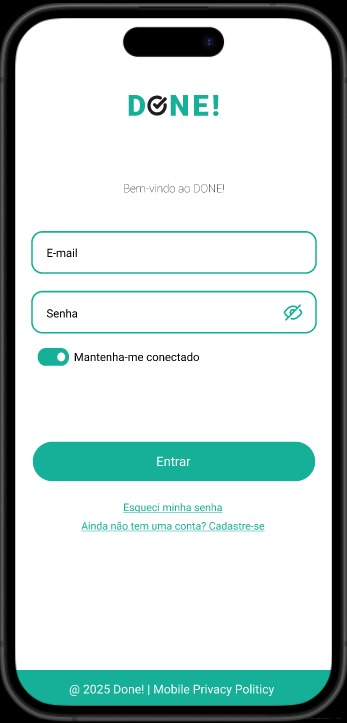 DONE!
Bem-vindo ao DONE!
E-mail
Senha
Mantenha-me conectado
Entrar
Esqueci minha senha
Ainda não tem uma conta? Cadastre-se
@ 2025 Done! | Mobile Privacy Politicy